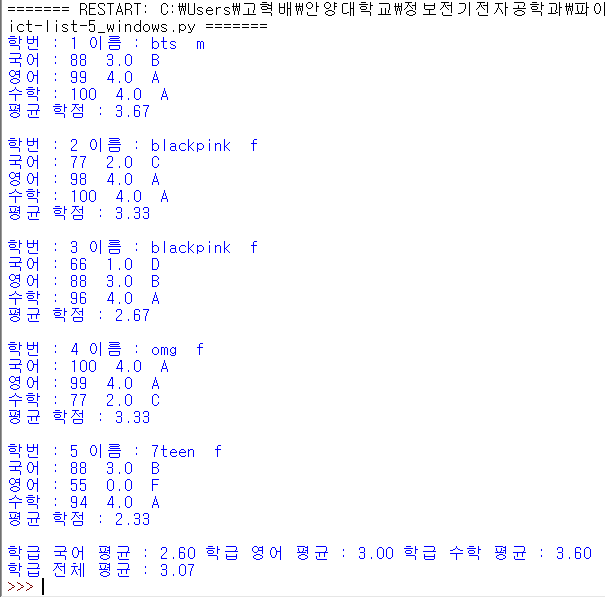 ======= RESTART: C:\Users\고혁배\안양대학교\정보전기전자공학과\파이
ict-list-5_windows.py =======
학번 : 1 이름 : bts  m
국어 : 88  3.0  B
영어 : 99  4.0  A
수학 : 100  4.0  A
평균 학점 : 3.67
학번 : 2 이름 : blackpink  f
국어 : 77  2.0  C
영어 : 98  4.0  A
수학 : 100  4.0  A
평균 학점 : 3.33
학번 : 3 이름 : blackpink  f
국어 : 66  1.0  D
영어 : 88  3.0  B
수학 : 96  4.0  A
평균 학점 : 2.67
학번 : 4 이름 : omg  f
국어 : 100  4.0  A
영어 : 99  4.0  A
수학 : 77  2.0  C
평균 학점 : 3.33
학번 : 5 이름 : 7teen  f
국어 : 88  3.0  B
영어 : 55  0.0  F
수학 : 94  4.0  A
평균 학점 : 2.33
학급 국어 평균 : 2.60 학급 영어 평균 : 3.00 학급 수학 평균 : 3.60
학급 전체 평균 : 3.07
>>>